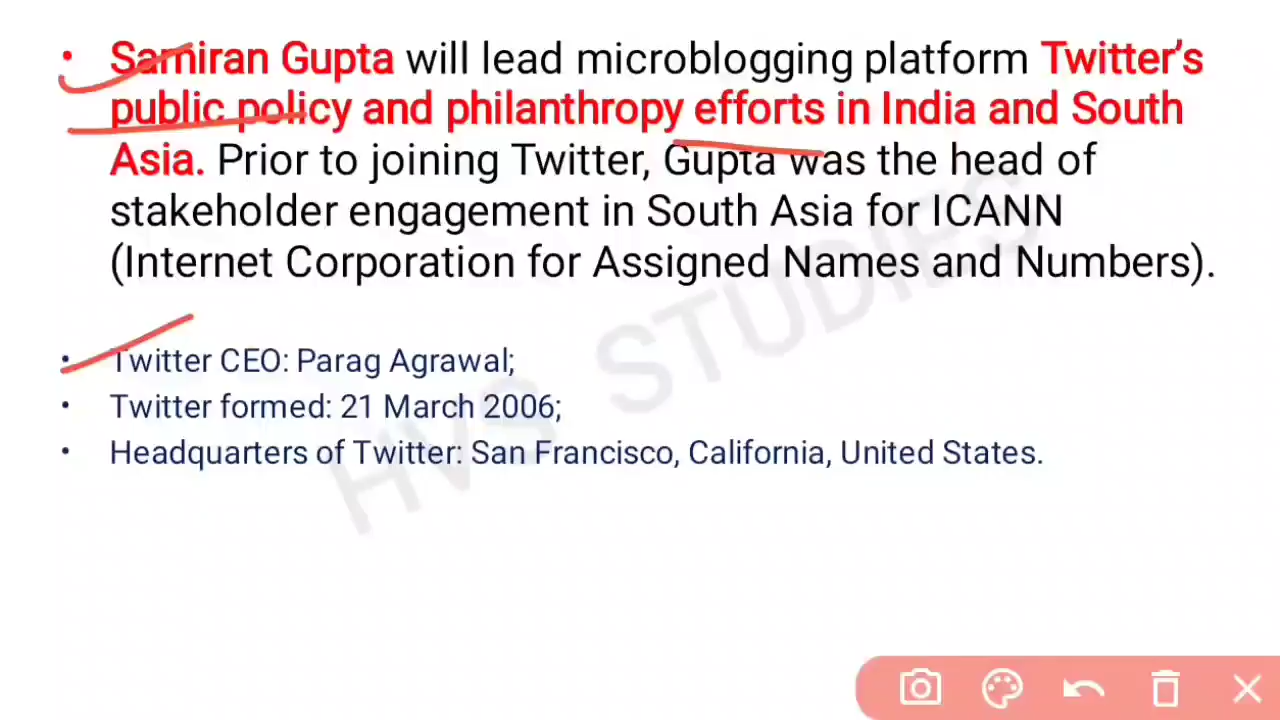 • Samiran Gupta will lead microblogging platform Twitter's
public policy and philanthropy efforts in India and South
Asia. Prior to joining Twitter, Gupta was the head of
stakeholder engagement in South Asia for ICANN
(Internet Corporation for Assigned Names and Numbers).
• Twitter CEO: Parag Agrawal;
• Twitter formed: 21 March 2006;
• Headquarters of Twitter: San Francisco, California, United States.
HVS STUDIES